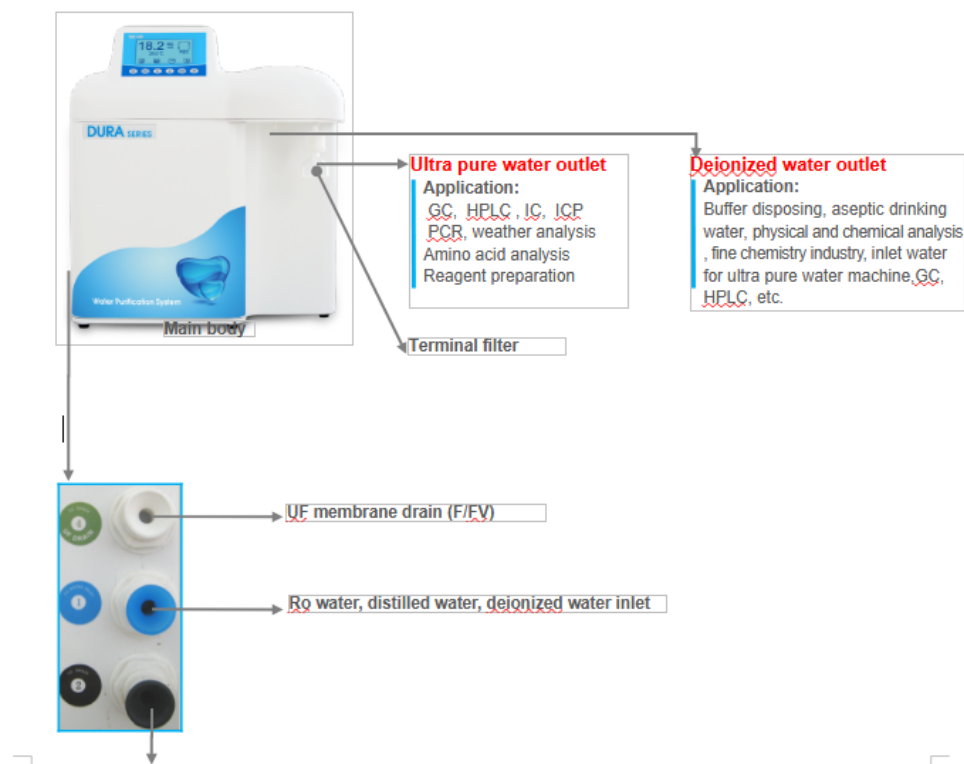 18.2
DURA SERIES
Water Purification System
Main body
Ultra pure water outlet
Application:
GC, HPLC , IC, ICP
PCR, weather analysis
Amino acid analysis
Reagent preparation
Deionized water outlet
Application:
Buffer disposing, aseptic drinking
water, physical and chemical analysis
, fine chemistry industry, inlet water
for ultra pure water machine,GC,
HPLC, etc.
Terminal filter
4
UF DRAIN
UF membrane drain (F/FV)
1
Ro water, distilled water, deionized water inlet
2